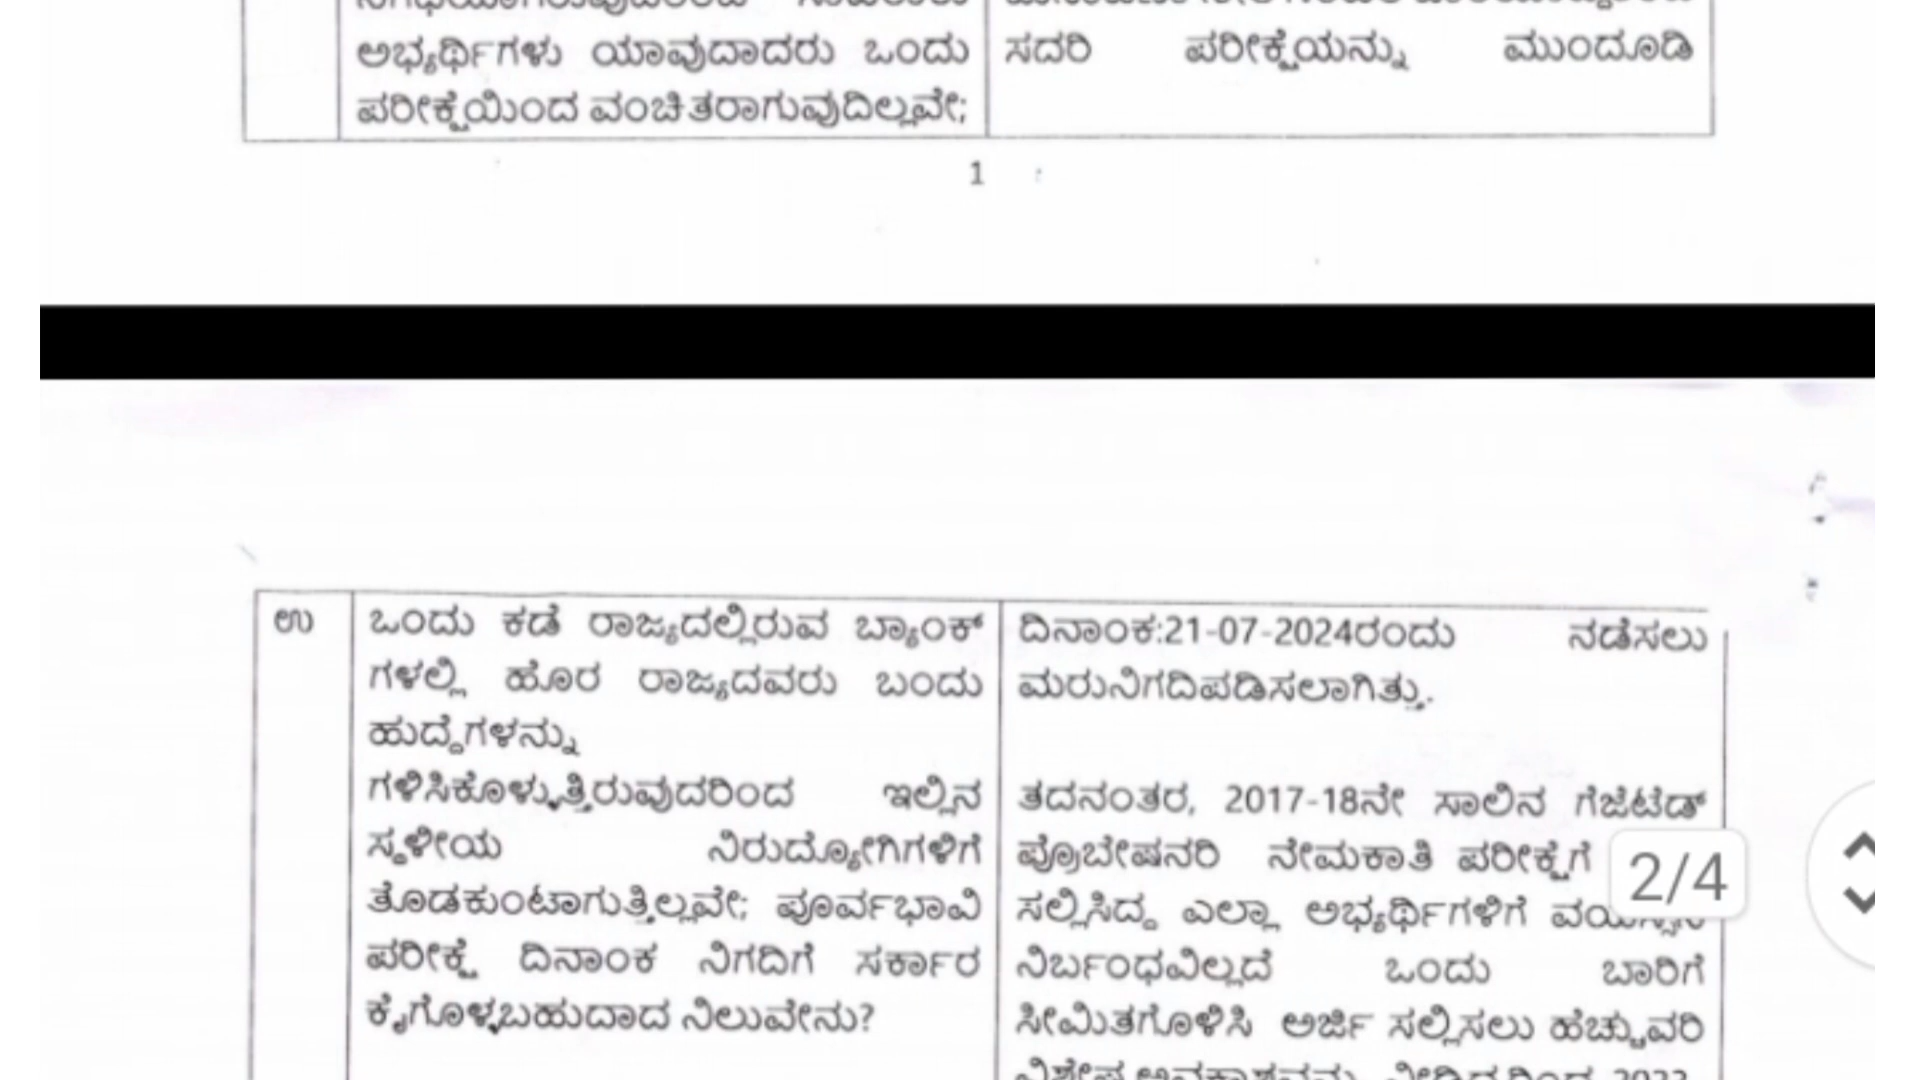 ಅಭ್ಯರ್ಥಿಗಳು ಯಾವುದಾದರು ಒಂದು
ಪರೀಕ್ಷೆಯಿಂದ ವಂಚಿತರಾಗುವುದಿಲ್ಲವೇ;
ಸದರಿ ಪರೀಕ್ಷೆಯನ್ನು ಮುಂದೂಡಿ
1
ಉ
ಒಂದು ಕಡೆ ರಾಜ್ಯದಲ್ಲಿರುವ ಬ್ಯಾಂಕ್
ಗಳಲ್ಲಿ ಹೊರ ರಾಜ್ಯದವರು ಬಂದು
ಹುದ್ದೆಗಳನ್ನು
ಗಳಿಸಿಕೊಳ್ಳುತ್ತಿರುವುದರಿಂದ ಇಲ್ಲಿನ
ಸ್ಥಳೀಯ ನಿರುದ್ಯೋಗಿಗಳಿಗೆ
ತೊಡಕುಂಟಾಗುತ್ತಿಲ್ಲವೇ; ಪೂರ್ವಭಾವಿ
ಪರೀಕ್ಷೆ ದಿನಾಂಕ ನಿಗದಿಗೆ ಸರ್ಕಾರ
ಕೈಗೊಳ್ಳಬಹುದಾದ ನಿಲುವೇನು?
ದಿನಾಂಕ:21-07-2024ರಂದು ನಡೆಸಲು
ಮರುನಿಗದಿಪಡಿಸಲಾಗಿತ್ತು.
ತದನಂತರ, 2017-18ನೇ ಸಾಲಿನ ಗೆಜೆಟೆಡ್
ಪ್ರೊಬೇಷನರಿ ನೇಮಕಾತಿ ಪರೀಕ್ಷೆಗೆ
ಸಲ್ಲಿಸಿದ್ದ ಎಲ್ಲಾ ಅಭ್ಯರ್ಥಿಗಳಿಗೆ
ನಿರ್ಬಂಧವಿಲ್ಲದೆ ಒಂದು ಬಾರಿಗೆ
ಸೀಮಿತಗೊಳಿಸಿ ಅರ್ಜಿ ಸಲ್ಲಿಸಲು ಹೆಚ್ಚುವರಿ
2/4